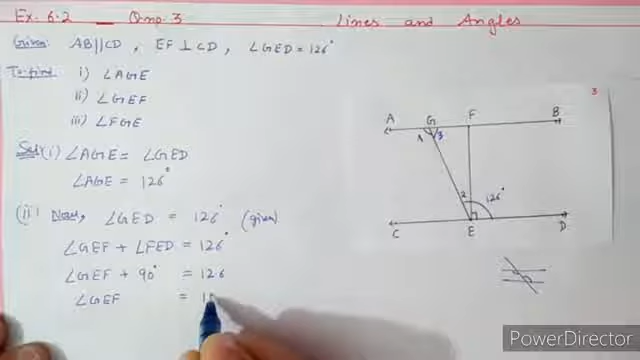 Ex. 6.2 Q.no. 3 Lines and Angles
Given: AB||CD, EF ⊥ CD, ∠GED = 126°
To find i) ∠AGE
ii) ∠GEF
iii) ∠FGE
Sol: (i) ∠AGE = ∠GED
∠AGE = 126°
(ii) Now, ∠GED = 126° (given)
∠GEF + ∠FED = 126°
∠GEF + 90° = 126
∠GEF = 1
3
A G F B
1 3
2 126°
C E D
PowerDirector